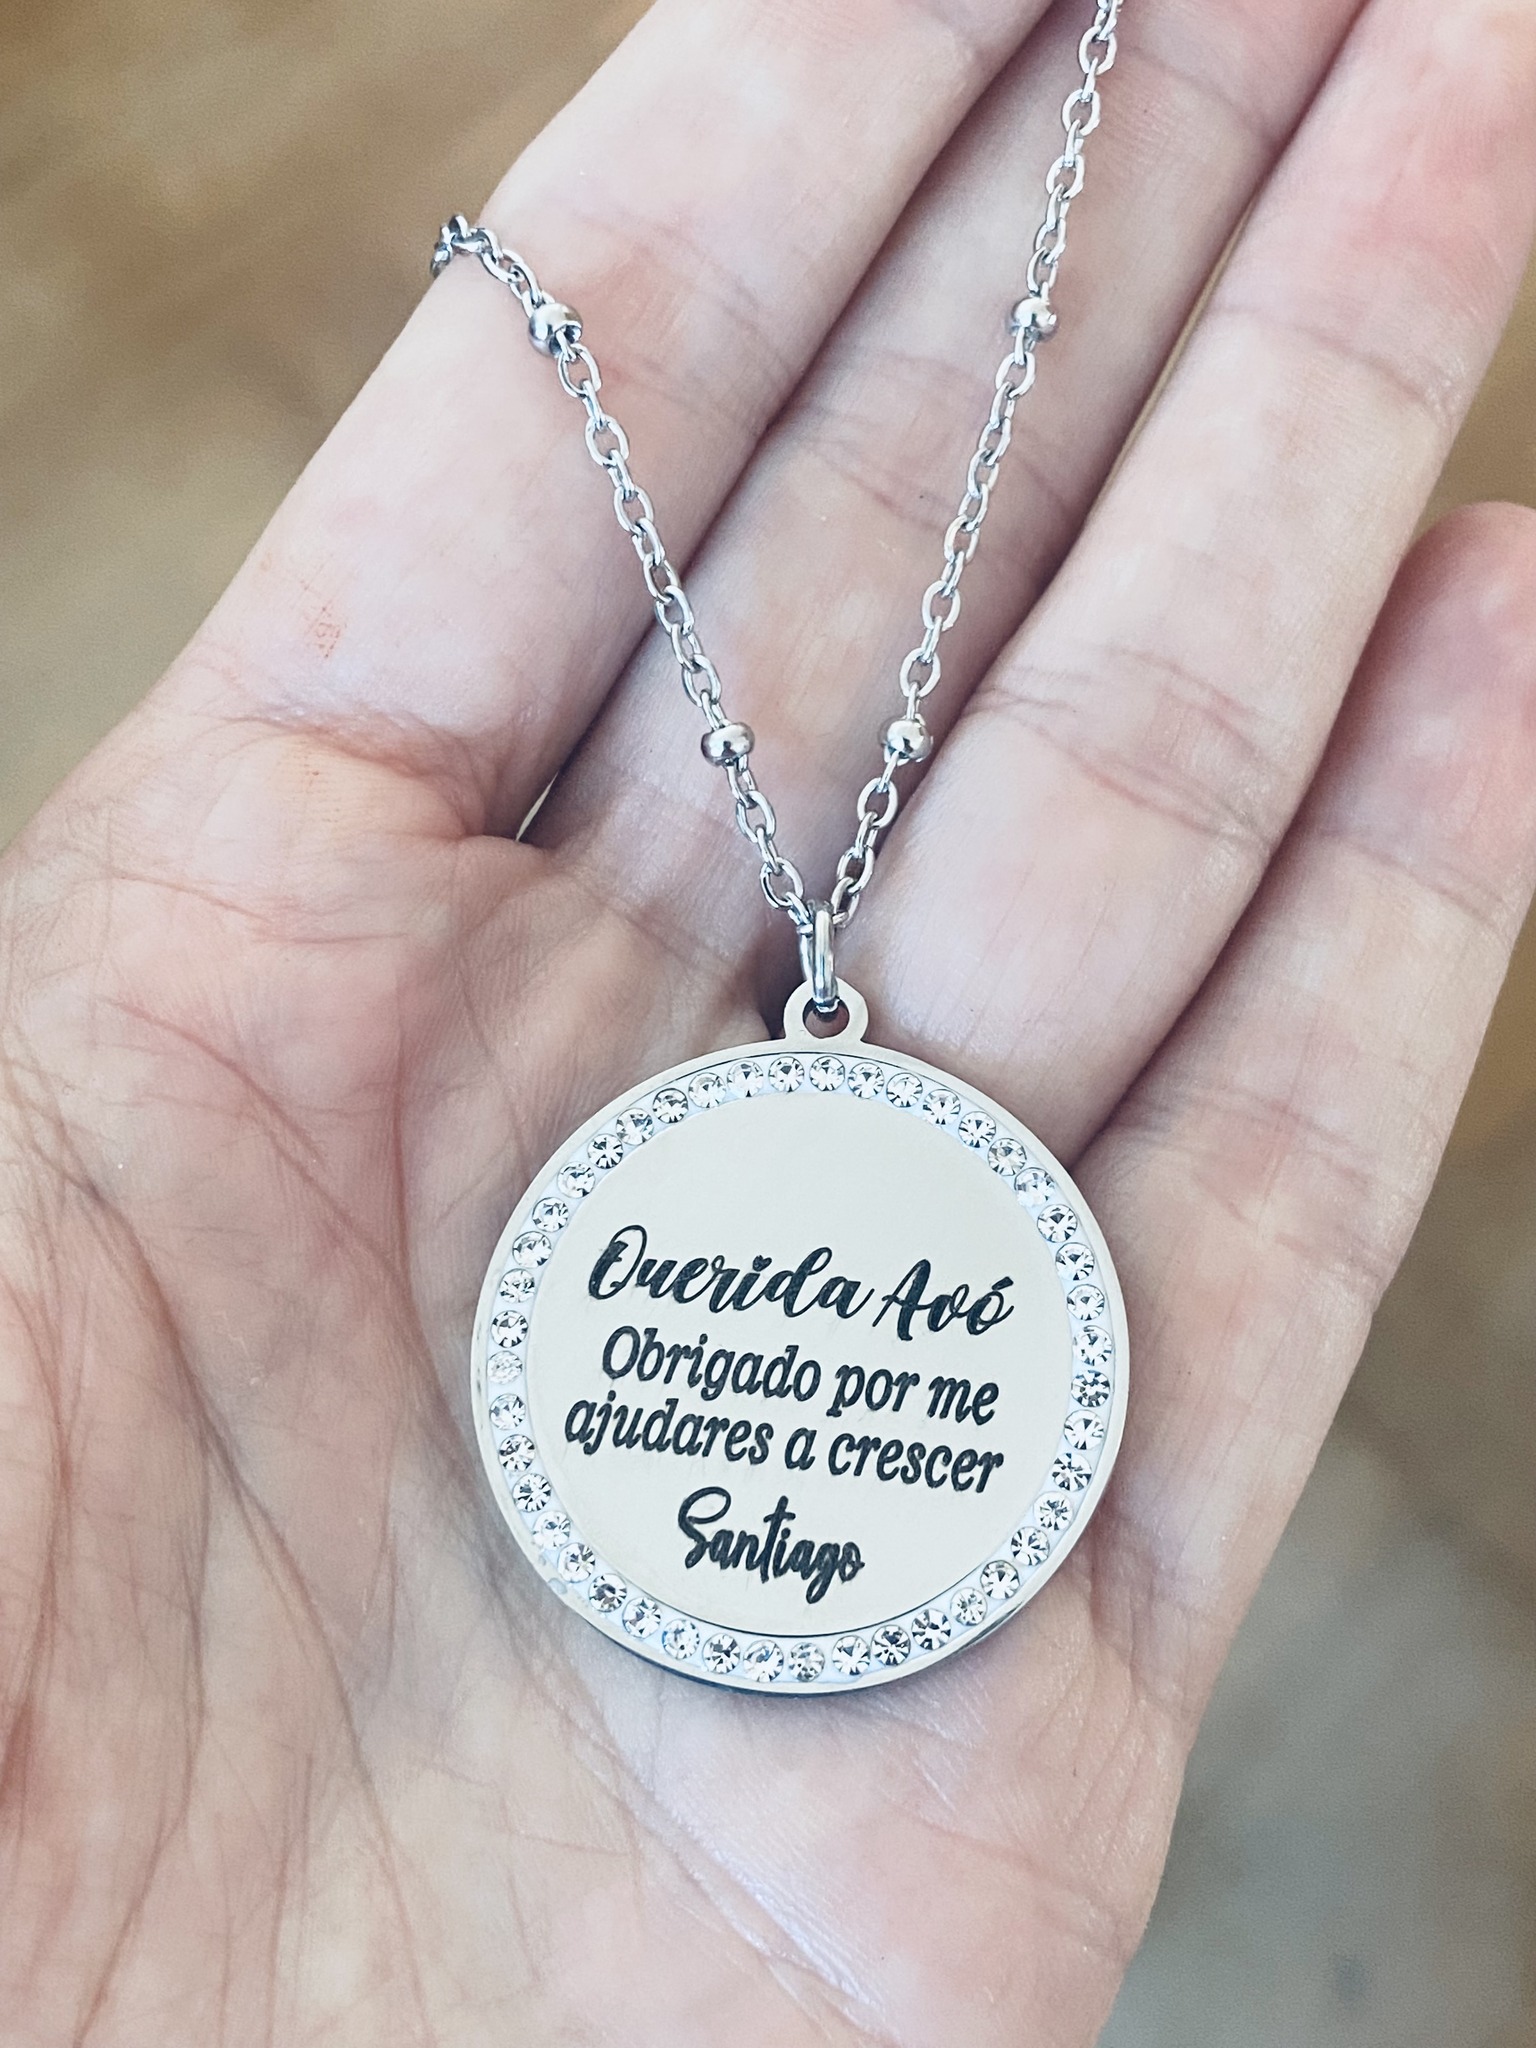 Querida Avó
Obrigado por me
ajudares a crescer
Santiago